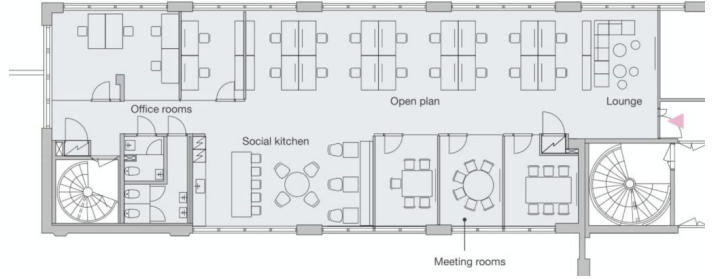 Office rooms
Open plan
Lounge
Social kitchen
Meeting rooms